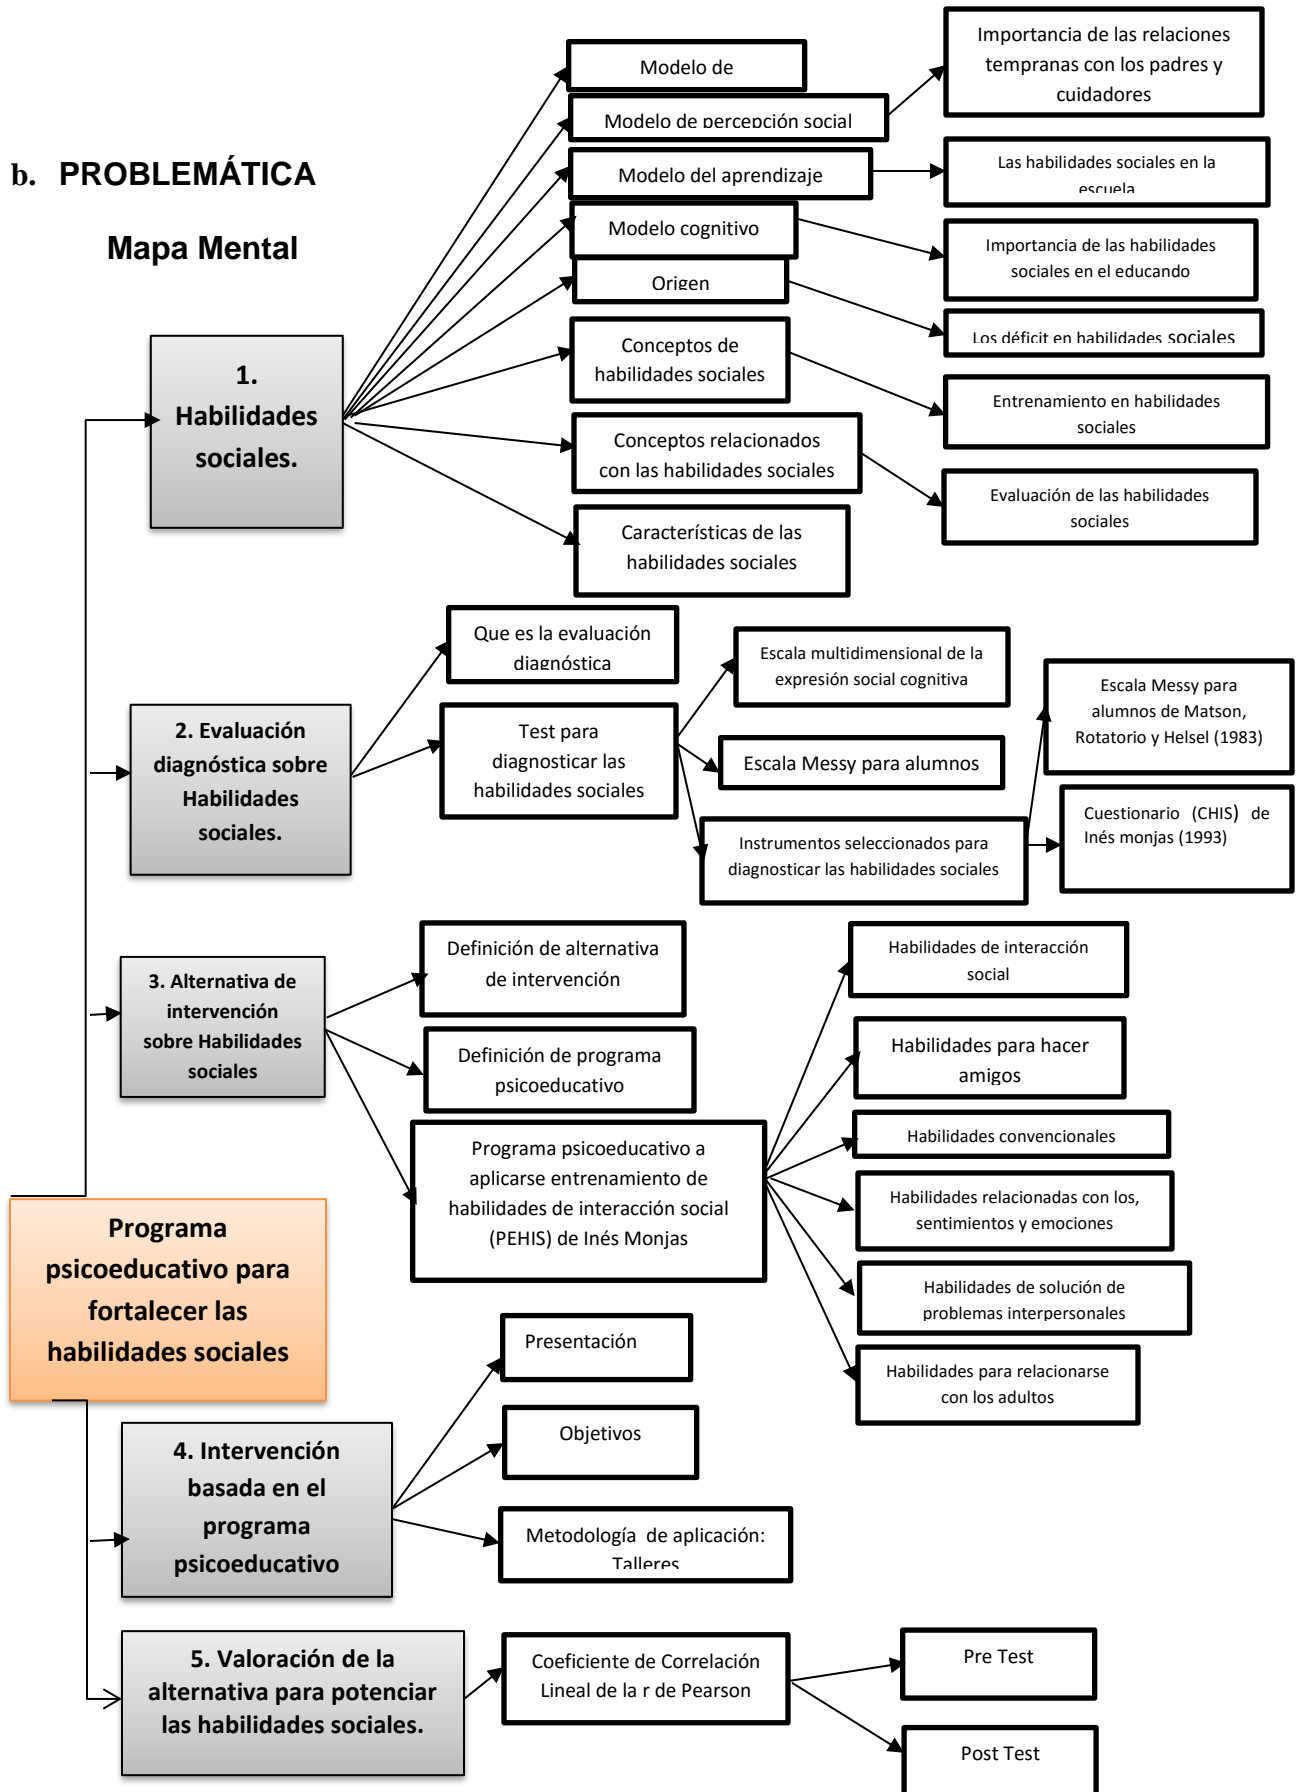 b. PROBLEMÁTICA
Mapa Mental
1.
Habilidades
sociales.
Modelo de
Modelo de percepción social
Modelo del aprendizaje
Modelo cognitivo
Origen
Conceptos de
habilidades sociales
Conceptos relacionados
con las habilidades sociales
Características de las
habilidades sociales
Importancia de las relaciones
tempranas con los padres y
cuidadores
Las habilidades sociales en la
escuela
Importancia de las habilidades
sociales en el educando
Los déficit en habilidades sociales
Entrenamiento en habilidades
sociales
Evaluación de las habilidades
sociales
2. Evaluación
diagnóstica sobre
Habilidades
sociales.
Que es la evaluación
diagnóstica
Test para
diagnosticar las
habilidades sociales
Escala multidimensional de la
expresión social cognitiva
Escala Messy para alumnos
Instrumentos seleccionados para
diagnosticar las habilidades sociales
Escala Messy para
alumnos de Matson,
Rotatorio y Helsel (1983)
Cuestionario (CHIS) de
Inés monjas (1993)
3. Alternativa de
intervención
sobre Habilidades
sociales
Definición de alternativa
de intervención
Definición de programa
psicoeducativo
Programa psicoeducativo a
aplicarse entrenamiento de
habilidades de interacción social
(PEHIS) de Inés Monjas
Habilidades de interacción
social
Habilidades para hacer
amigos
Habilidades convencionales
Habilidades relacionadas con los,
sentimientos y emociones
Habilidades de solución de
problemas interpersonales
Habilidades para relacionarse
con los adultos
Programa
psicoeducativo para
fortalecer las
habilidades sociales
4. Intervención
basada en el
programa
psicoeducativo
Presentación
Objetivos
Metodología de aplicación:
Talleres
5. Valoración de la
alternativa para potenciar
las habilidades sociales.
Coeficiente de Correlación
Lineal de la r de Pearson
Pre Test
Post Test